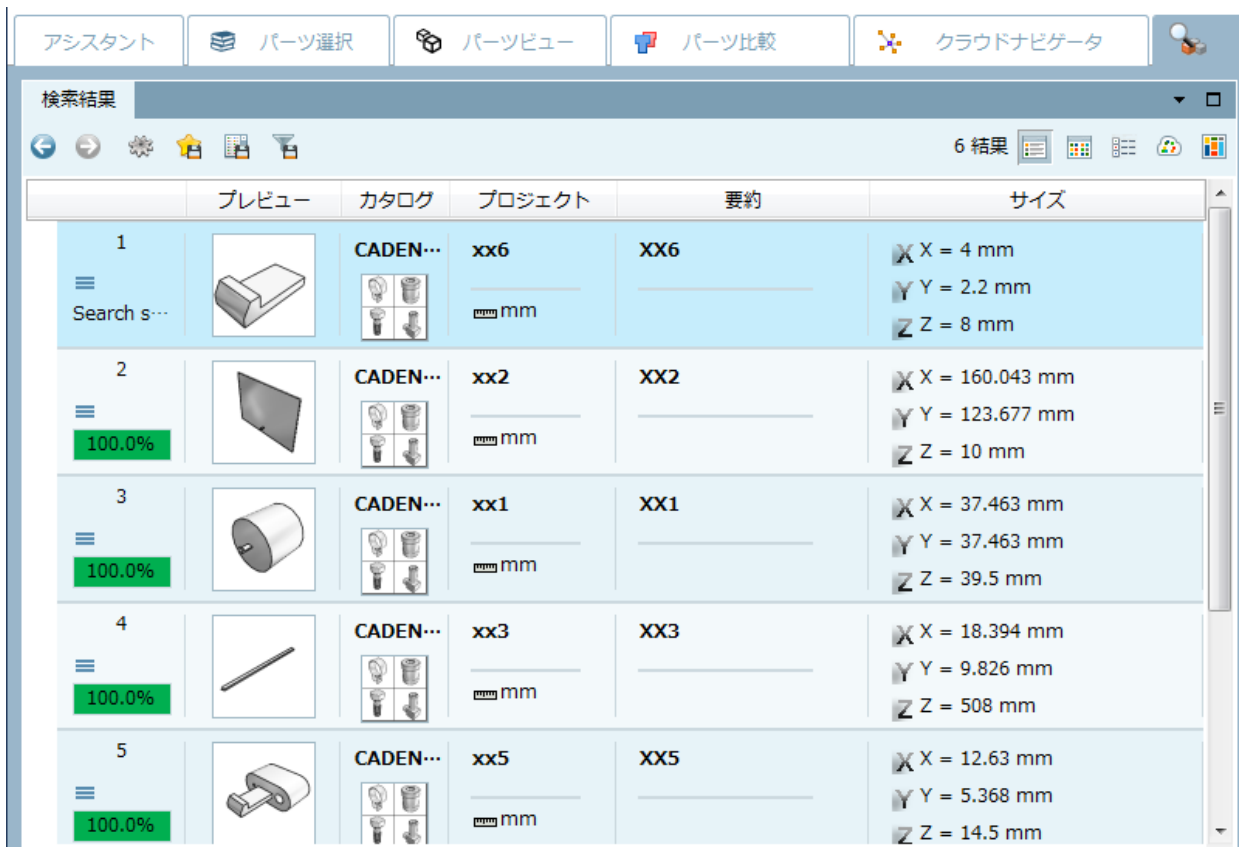 アシスタント パーツ選択 パーツビュー パーツ比較 クラウドナビゲータ
検索結果
6 結果
プレビュー カタログ プロジェクト 要約 サイズ
1 CADEN… xx6 XX6 X X = 4 mm
Y Y = 2.2 mm
Search s… mm Z Z = 8 mm
2 CADEN… xx2 XX2 X X = 160.043 mm
Y Y = 123.677 mm
100.0% mm Z Z = 10 mm
3 CADEN… xx1 XX1 X X = 37.463 mm
Y Y = 37.463 mm
100.0% mm Z Z = 39.5 mm
4 CADEN… xx3 XX3 X X = 18.394 mm
Y Y = 9.826 mm
100.0% mm Z Z = 508 mm
5 CADEN… xx5 XX5 X X = 12.63 mm
Y Y = 5.368 mm
100.0% mm Z Z = 14.5 mm